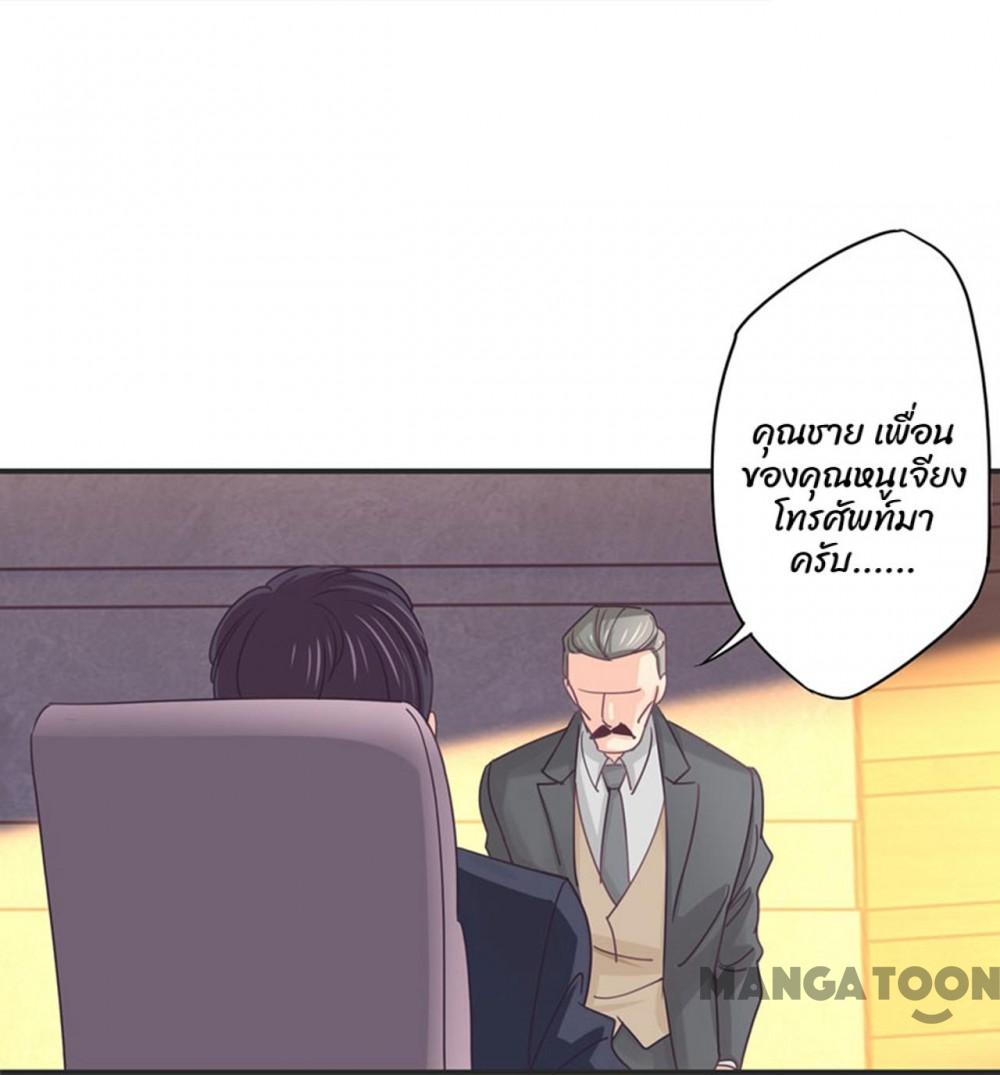 คุณชาย เพื่อน
ของคุณหนูเจียง
โทรศัพท์มา
ครับ......
MANGATOON